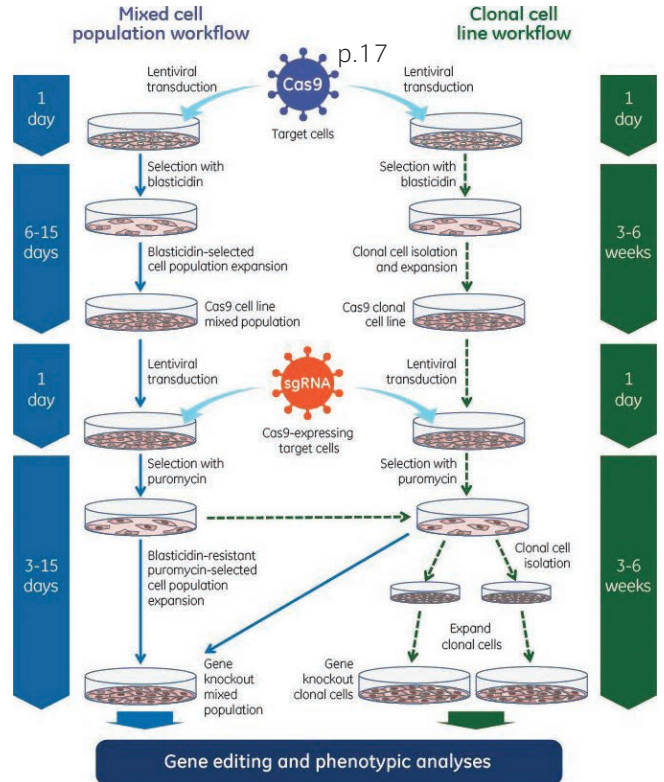 Mixed cell
population workflow
p.17
Clonal cell
line workflow
1
day
Lentiviral
transduction
Cas9
Target cells
Lentiviral
transduction
1
day
6-15
days
Selection with
blasticidin
Selection with
blasticidin
3-6
weeks
Blasticidin-selected
cell population expansion
Clonal cell isolation
and expansion
Cas9 cell line
mixed population
Cas9 clonal
cell line
1
day
Lentiviral
transduction
sgRNA
Cas9-expressing
target cells
Lentiviral
transduction
1
day
3-15
days
Selection with
puromycin
Selection with
puromycin
3-6
weeks
Blasticidin-resistant
puromycin-selected
cell population
expansion
Clonal cell
isolation
Expand
clonal cells
Gene
knockout
mixed
population
Gene
knockout
clonal cells
Gene editing and phenotypic analyses